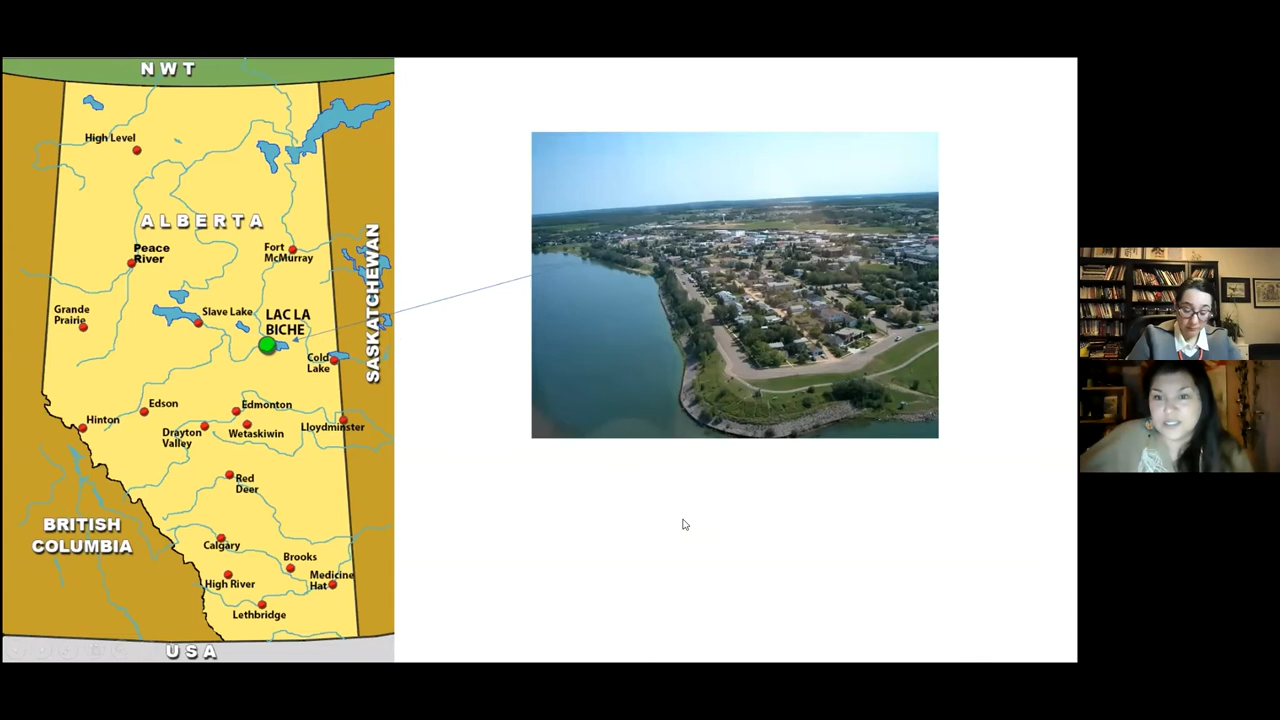 NWT
High Level
ALBERTA
Peace
River
Fort
McMurray
SASKATCHEWAN
Grande
Prairie
Slave Lake
LAC LA
BICHE
Cold
Lake
Edson
Edmonton
Hinton
Drayton
Valley
Wetaskiwin
Lloydminster
Red
Deer
BRITISH
COLUMBIA
Calgary
Brooks
High River
Medicine
Hat
Lethbridge
USA